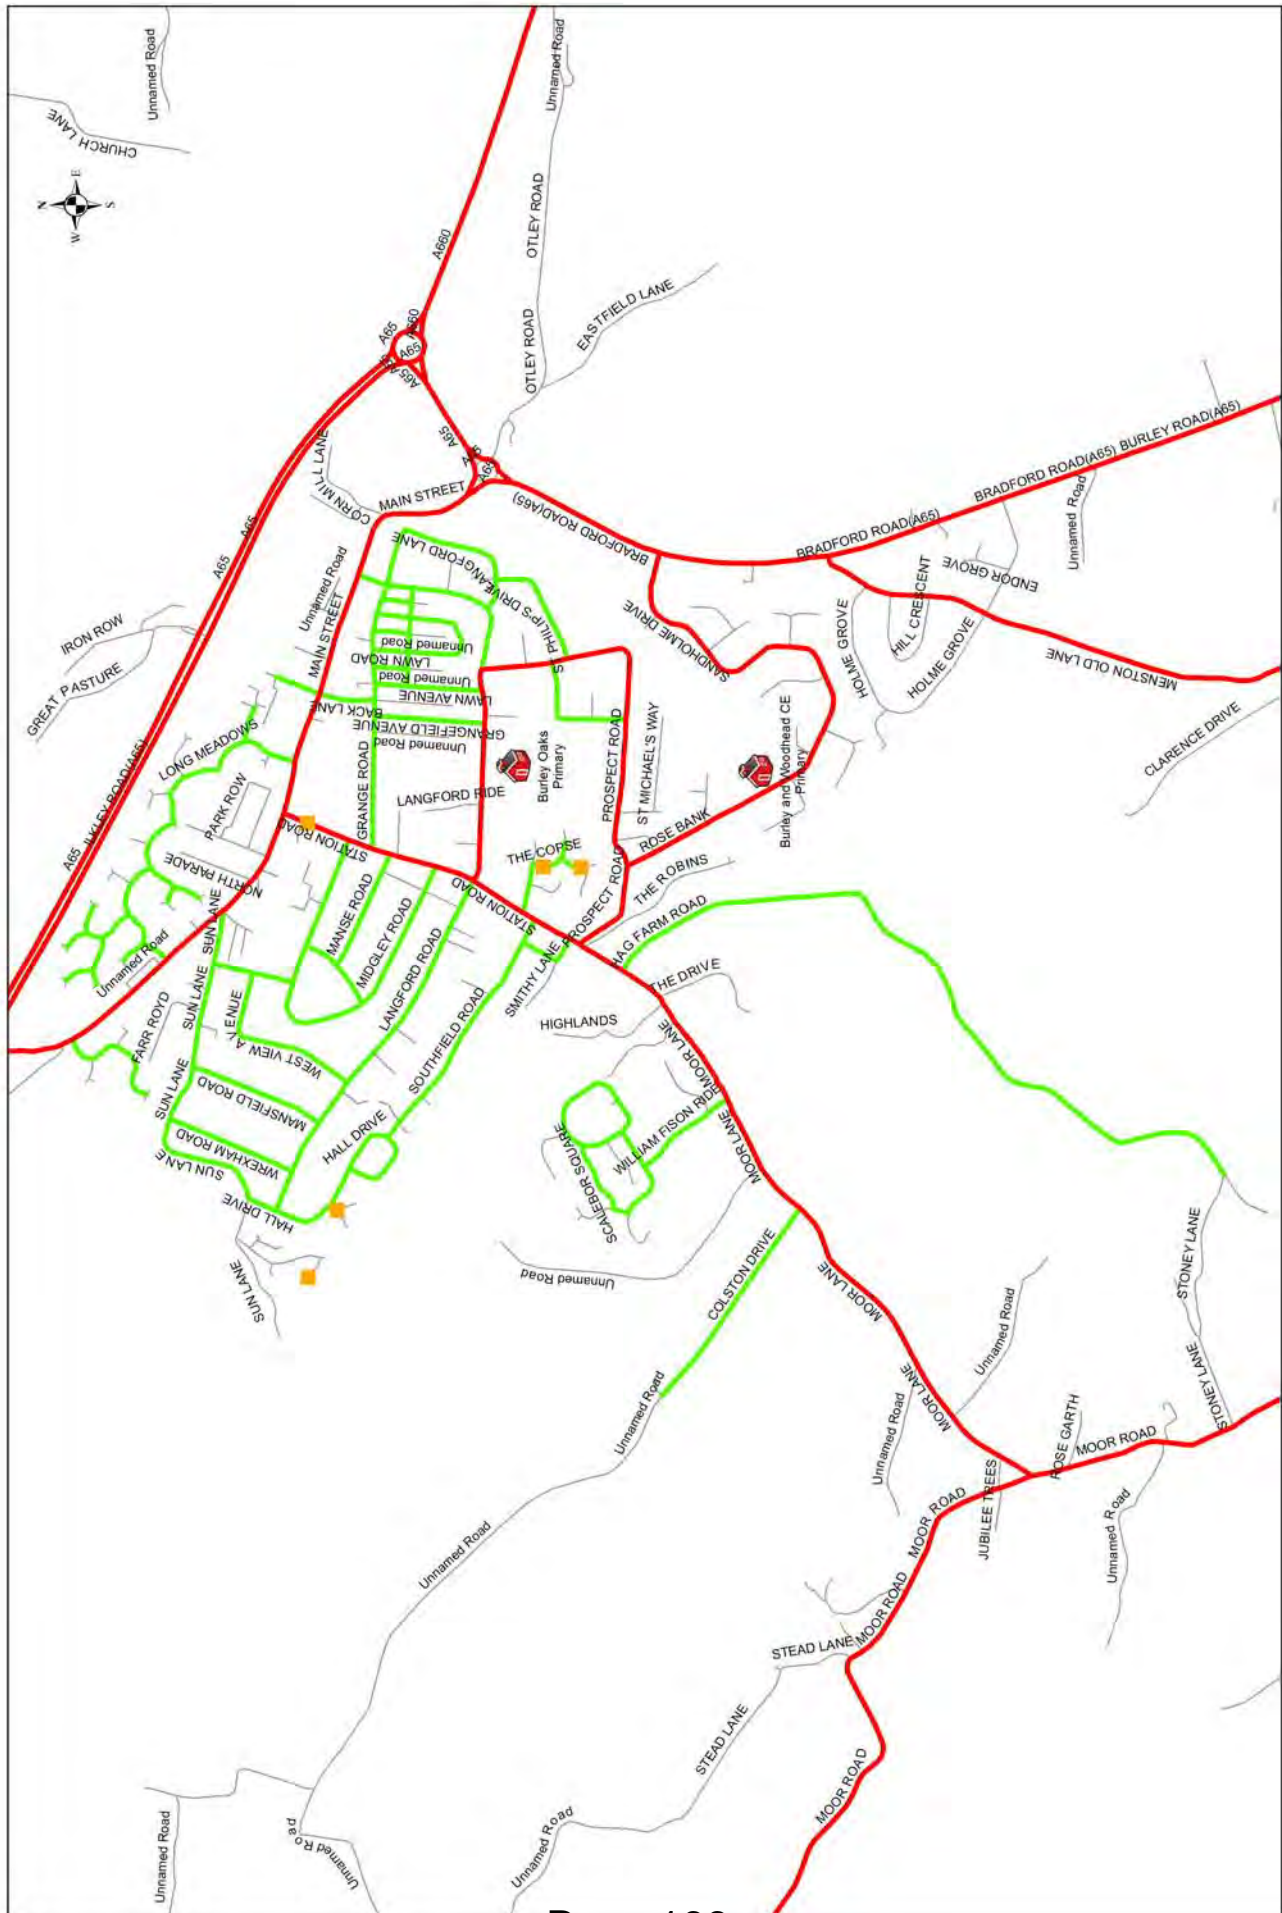 Unnamed Road
CHURCH LANE
Unnamed Road
N
E
S
W
A660
OTLEY ROAD
A65
A660
A65
A65
OTLEY ROAD
EASTFIELD LANE
A65
A65
A65
A65
A65
CORN MILL LANE
MAIN STREET
IRON ROW
GREAT PASTURE
Unnamed Road
MAIN STREET
LANGFORD LANE
BRADFORD ROAD(A65)
BRADFORD ROAD(A65)
BRADFORD ROAD(A65)
BURLEY ROAD(A65)
Unnamed Road
ENDOR GROVE
HILL CRESCENT
HOLME GROVE
HOLME GROVE
MENSTON OLD LANE
CLARENCE DRIVE
SANDHOLME DRIVE
ST PHILIP'S DRIVE
Unnamed Road
LAWN ROAD
Unnamed Road
LAWN AVENUE
BACK LANE
GRANGEFIELD AVENUE
Unnamed Road
LONG MEADOWS
A65
ILKLEY ROAD(A65)
PARK ROW
NORTH PARADE
GRANGE ROAD
LANGFORD RIDE
Burley Oaks
Primary
PROSPECT ROAD
ST MICHAEL'S WAY
Burley and Woodhead CE
Primary
ROSE BANK
STATION ROAD
THE COPSE
MANSE ROAD
MIDGLEY ROAD
STATION ROAD
PROSPECT ROAD
THE ROBINS
SUN LANE
Unnamed Road
LANGFORD ROAD
SMITHY LANE
HAG FARM ROAD
SUN LANE
FARR ROYD
WEST VIEW AVENUE
SOUTHFIELD ROAD
HIGHLANDS
THE DRIVE
SUN LANE
MANSFIELD ROAD
WREXHAM ROAD
HALL DRIVE
MOOR LANE
MOOR LANE
SUN LANE
HALL DRIVE
SCALEBOR SQUARE
WILLIAM FISON RIDE
MOOR LANE
SUN LANE
Unnamed Road
COLSTON DRIVE
MOOR LANE
STONEY LANE
Unnamed Road
Unnamed Road
MOOR LANE
Unnamed Road
STONEY LANE
ROSE GARTH
MOOR ROAD
Unnamed Road
JUBILEE TREES
MOOR ROAD
Unnamed Road
MOOR ROAD
STEAD LANE
STEAD LANE
MOOR ROAD
Unnamed Road
Unnamed Road
Unnamed Road